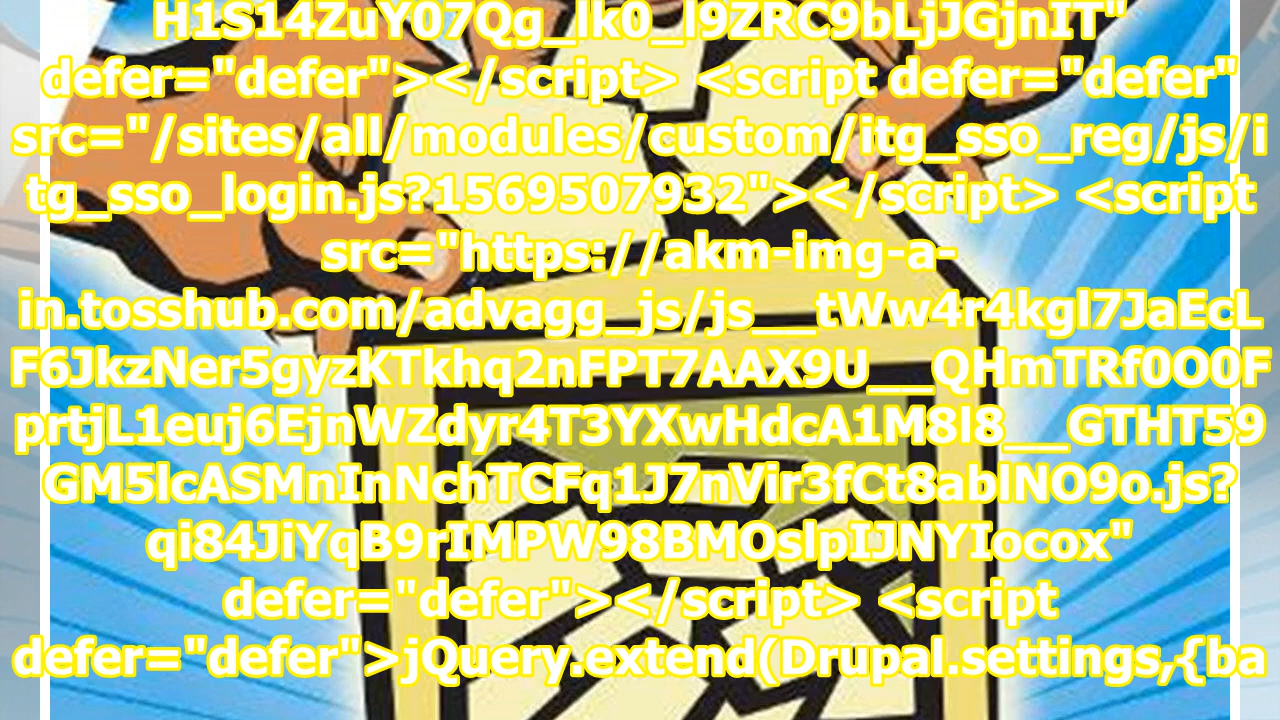 H1S14ZuY07Qg_lk0_l9ZRC9bLjJGjnIT"
defer="defer"></script> <script defer="defer"
src="/sites/all/modules/custom/itg_sso_reg/js/i
tg_sso_login.js?1569507932"></script> <script
src="https://akm-img-a-
in.tosshub.com/advagg_js/js__tWw4r4kgl7JaEcL
F6JkzNer5gyzKTkhq2nFPT7AAX9U__QHmTRf0O0F
prtjL1euj6EjnWZdyr4T3YXwHdcA1M8I8__GTHT59
GM5lcASMnInNchTCFq1J7nVir3fCt8ablNO9o.js?
qi84JiYqB9rIMPW98BMOslpIJNYIocox"
defer="defer"></script> <script
defer="defer">jQuery.extend(Drupal.settings,{ba